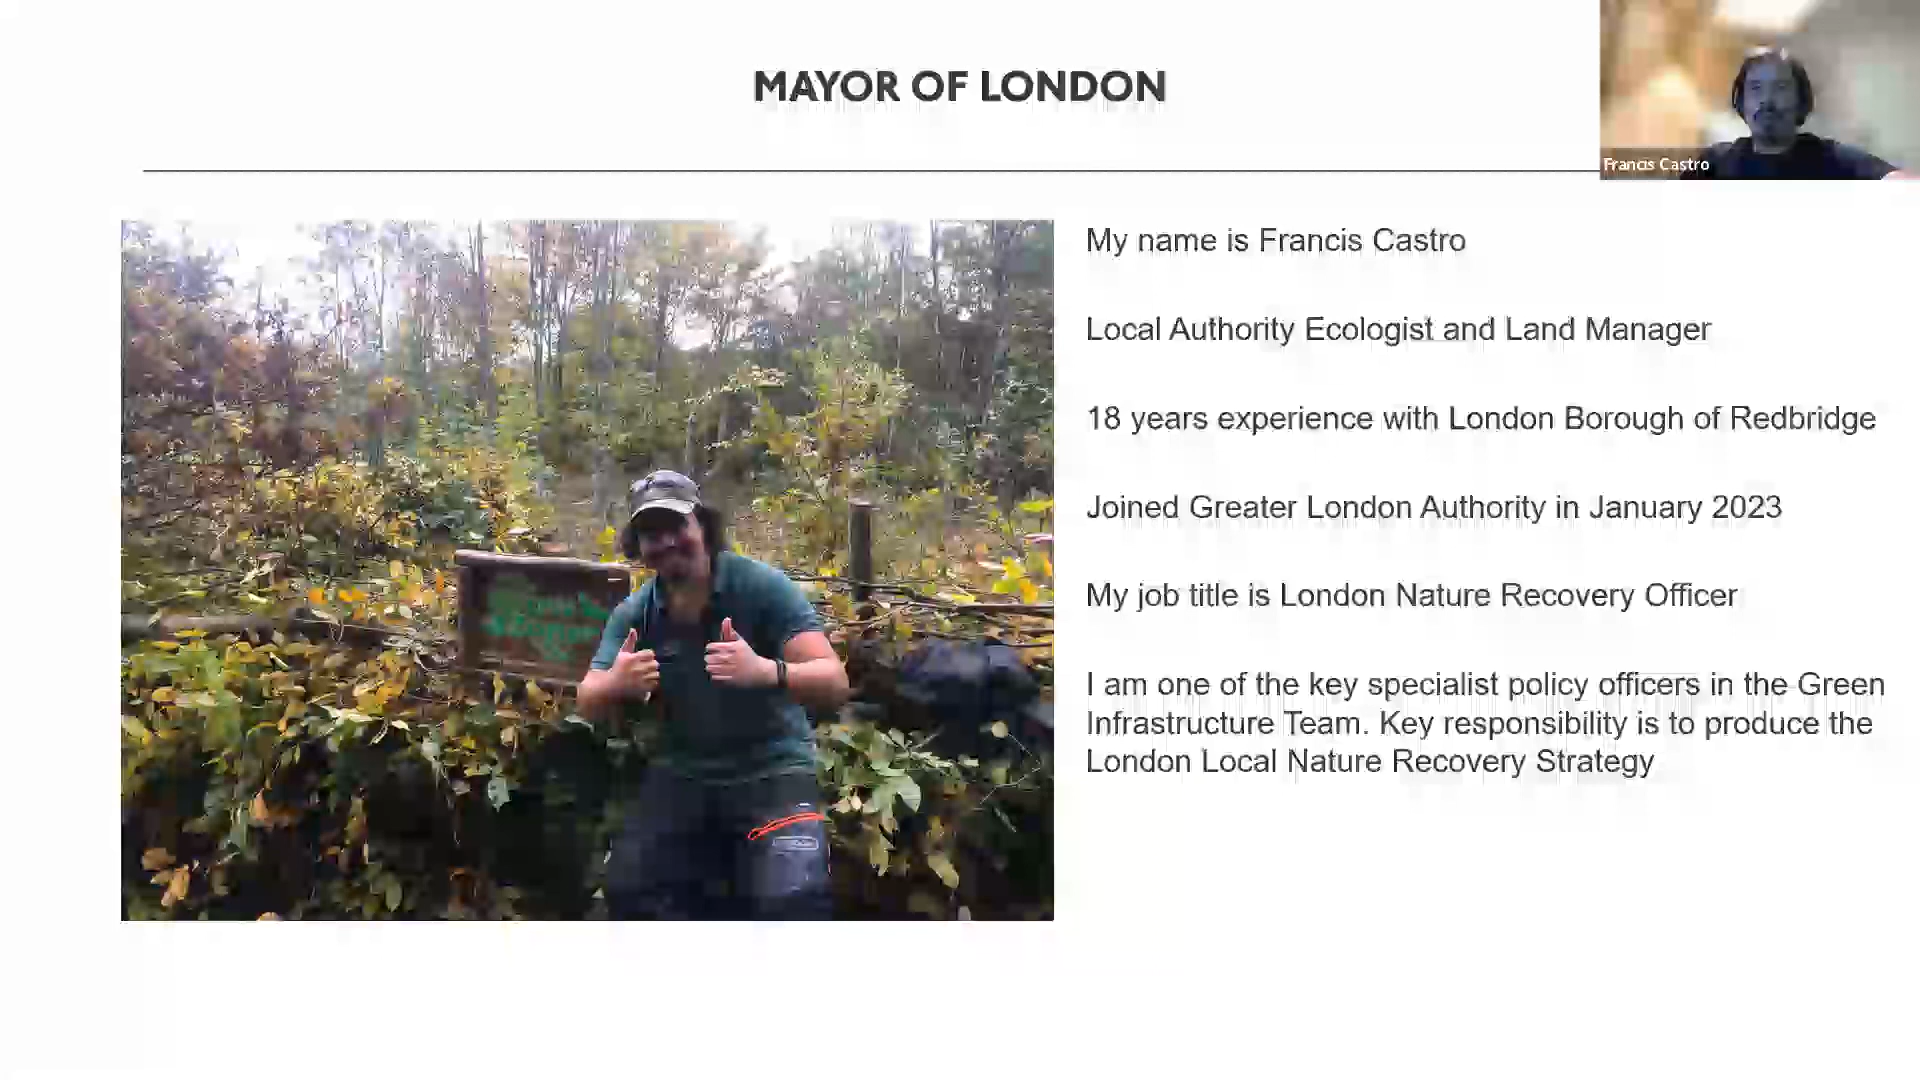 MAYOR OF LONDON
Francis Castro
My name is Francis Castro
Local Authority Ecologist and Land Manager
18 years experience with London Borough of Redbridge
Joined Greater London Authority in January 2023
My job title is London Nature Recovery Officer
I am one of the key specialist policy officers in the Green
Infrastructure Team. Key responsibility is to produce the
London Local Nature Recovery Strategy